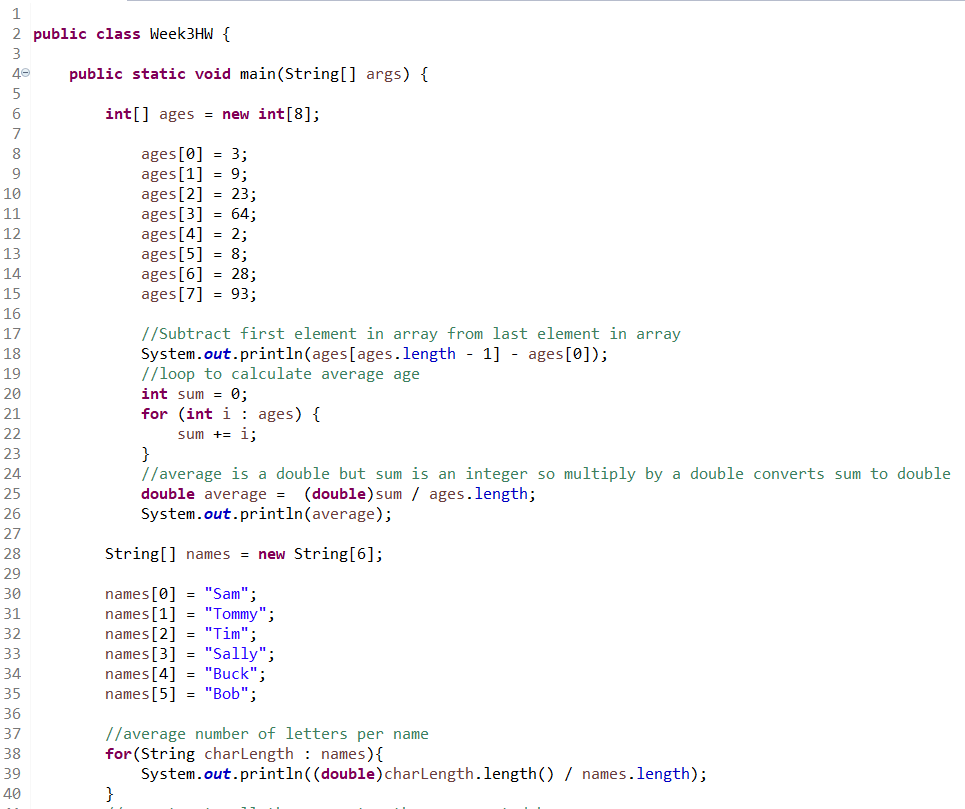 1
2 public class Week3HW {
3
4 public static void main(String[] args) {
5
6 int[] ages = new int[8];
7
8 ages[0] = 3;
9 ages[1] = 9;
10 ages[2] = 23;
11 ages[3] = 64;
12 ages[4] = 2;
13 ages[5] = 8;
14 ages[6] = 28;
15 ages[7] = 93;
16
17 //Subtract first element in array from last element in array
18 System.out.println(ages[ages.length - 1] - ages[0]);
19 //loop to calculate average age
20 int sum = 0;
21 for (int i : ages) {
22 sum += i;
23 }
24 //average is a double but sum is an integer so multiply by a double converts sum to double
25 double average =  (double)sum / ages.length;
26 System.out.println(average);
27
28 String[] names = new String[6];
29
30 names[0] = "Sam";
31 names[1] = "Tommy";
32 names[2] = "Tim";
33 names[3] = "Sally";
34 names[4] = "Buck";
35 names[5] = "Bob";
36
37 //average number of letters per name
38 for(String charLength : names){
39 System.out.println((double)charLength.length() / names.length);
40 }